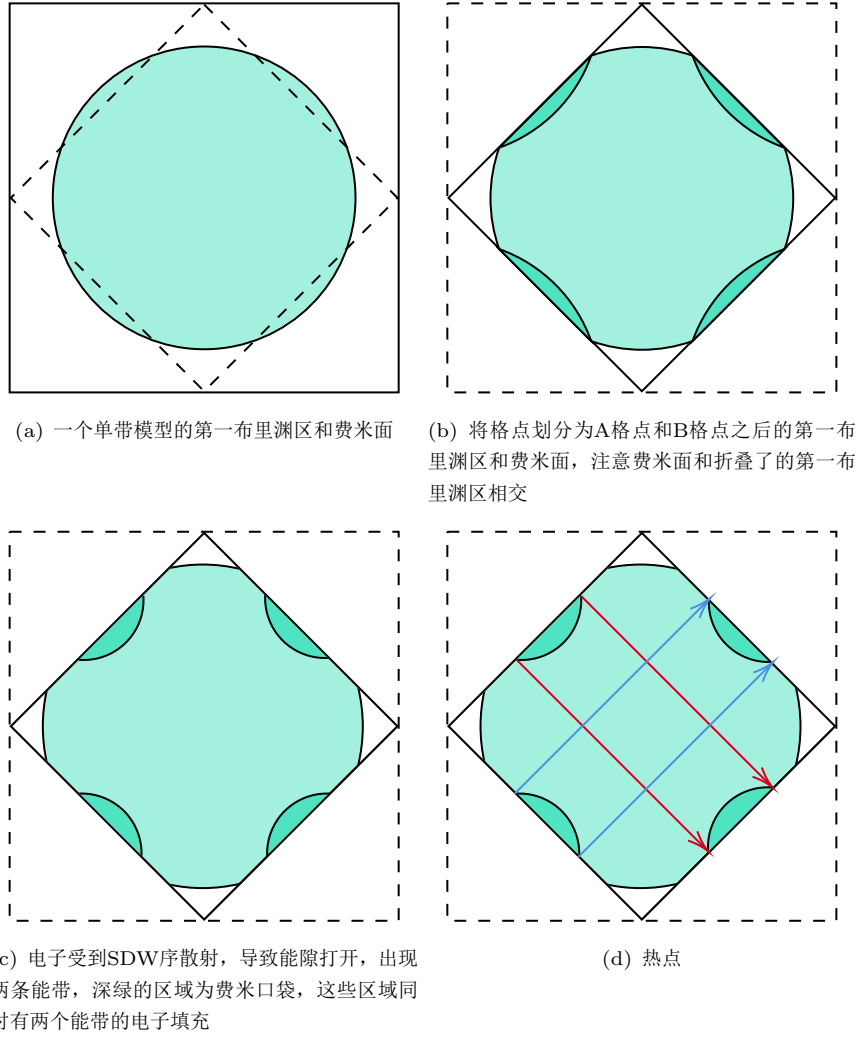 (a) 一个单带模型的第一布里渊区和费米面
(b) 将格点划分为A格点和B格点之后的第一布
里渊区和费米面，注意费米面和折叠了的第一布
里渊区相交
c) 电子受到SDW序散射，导致能隙打开，出现
两条能带，深绿的区域为费米口袋，这些区域同
时有两个能带的电子填充
(d) 热点